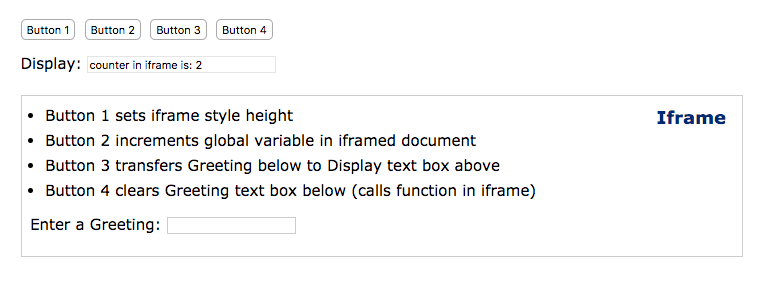 Button 1 Button 2 Button 3 Button 4
Display: counter in iframe is: 2
Iframe
• Button 1 sets iframe style height
• Button 2 increments global variable in iframed document
• Button 3 transfers Greeting below to Display text box above
• Button 4 clears Greeting text box below (calls function in iframe)
Enter a Greeting: